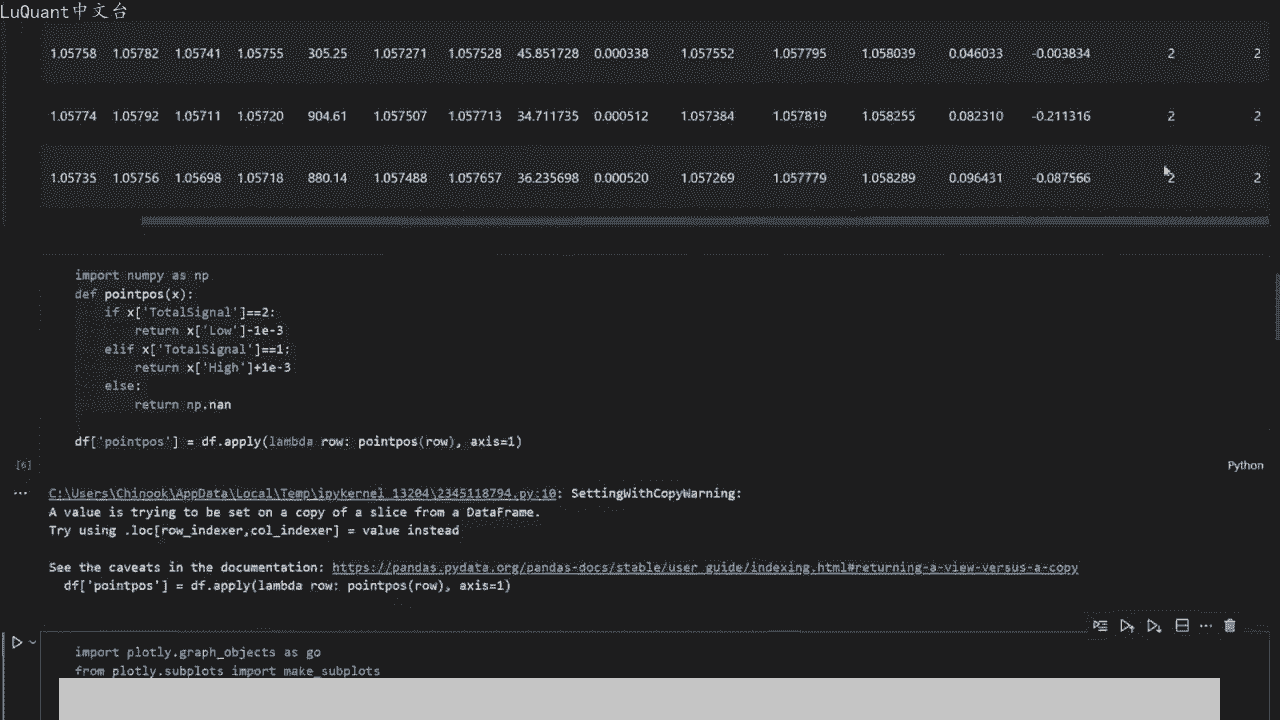 LuQuant中文台
1.05758 1.05782 1.05741 1.05755 305.25 1.057271 1.057528 45.851728 0.000338 1.057552 1.057795 1.058039 0.046033 -0.003834 2 2
1.05774 1.05792 1.05711 1.05720 904.61 1.057507 1.057713 34.711735 0.000512 1.057384 1.057819 1.058255 0.082310 -0.211316 2 2
1.05735 1.05756 1.05698 1.05718 880.14 1.057488 1.057657 36.235698 0.000520 1.057269 1.057779 1.058289 0.096431 -0.087566 2 2
import numpy as np
def pointpos(x):
    if x['TotalSignal']==2:
        return x['Low']-1e-3
    elif x['TotalSignal']==1:
        return x['High']+1e-3
    else:
        return np.nan
df['pointpos'] = df.apply(lambda row: pointpos(row), axis=1)
[6] Python
C:\Users\Chinook\AppData\Local\Temp\ipykernel_13204\2345118794.py:10: SettingWithCopyWarning:
A value is trying to be set on a copy of a slice from a DataFrame.
Try using .loc[row_indexer,col_indexer] = value instead
See the caveats in the documentation: https://pandas.pydata.org/pandas-docs/stable/user_guide/indexing.html#returning-a-view-versus-a-copy
  df['pointpos'] = df.apply(lambda row: pointpos(row), axis=1)
import plotly.graph_objects as go
from plotly.subplots import make_subplots